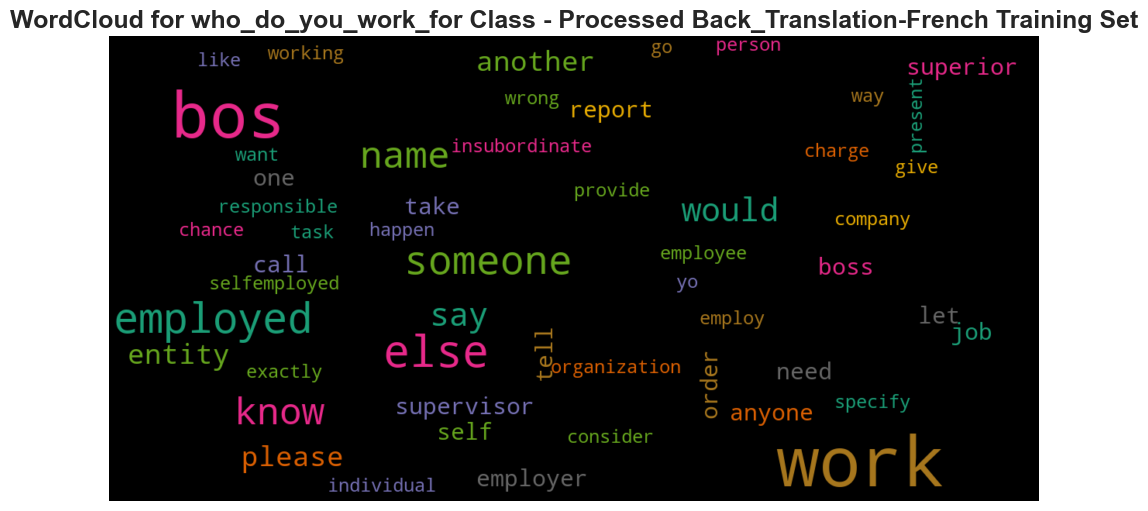 WordCloud for who_do_you_work_for Class - Processed Back_Translation-French Training Set
like
working
another
go
person
superior
bos
wrong
report
way
present
want
name
insubordinate
charge
give
one
provide
responsible
take
would
company
chance
task
happen
call
someone
employee
boss
selfemployed
yo
employed
say
employ
let
job
entity
else
tell
organization
order
need
exactly
know
supervisor
self
consider
anyone
specify
please
individual
employer
work